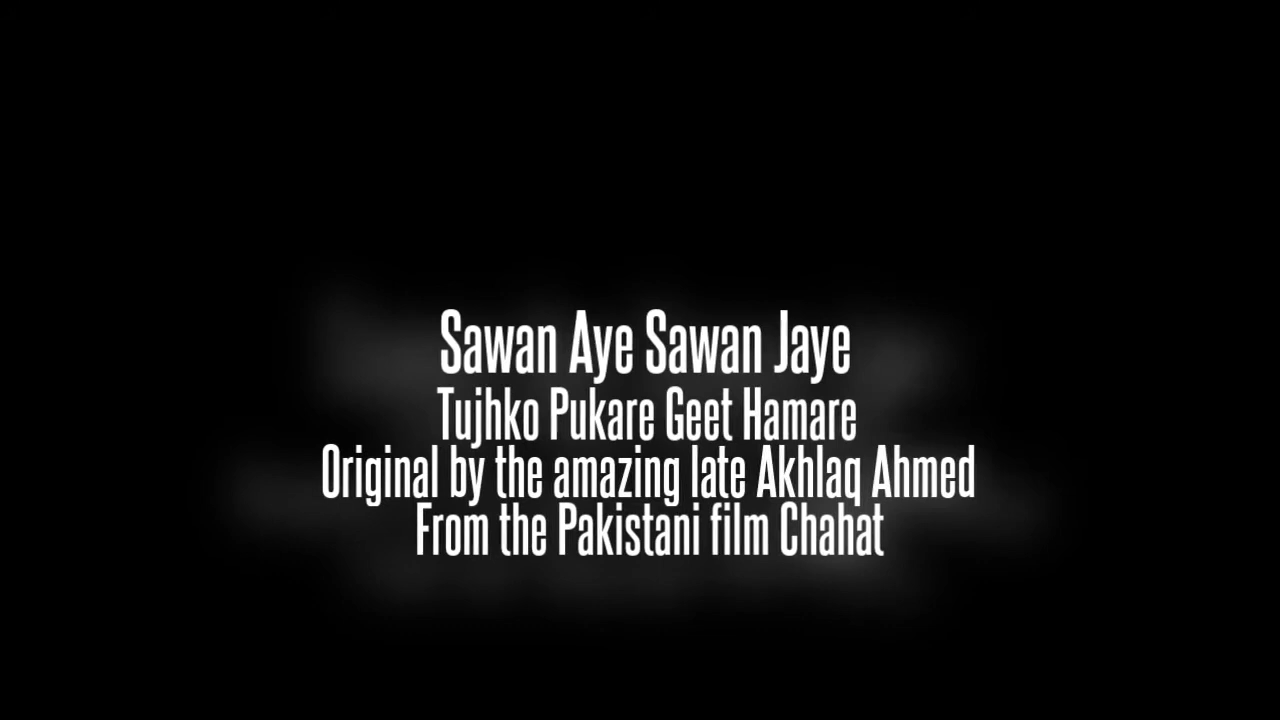 Sawan Aye Sawan Jaye
Tujhko Pukare Geet Hamare
Original by the amazing late Akhlaq Ahmed
From the Pakistani film Chahat